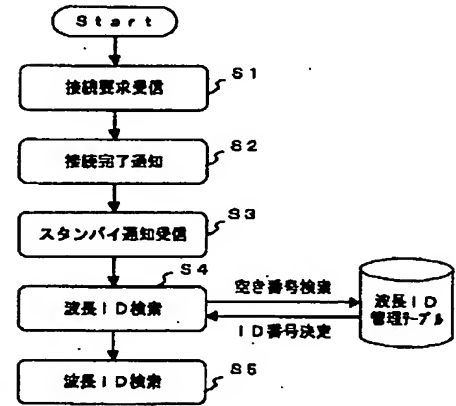 Start
S1
接続要求受信
S2
接続完了通知
S3
スタンバイ通知受信
S4
波長ID検索
空き番号検索
ID番号決定
波長ID
管理テーブル
S5
波長ID検索